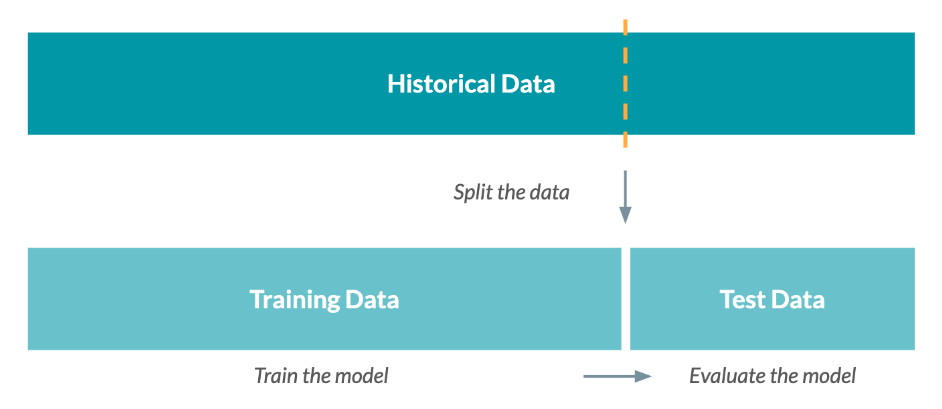 Historical Data
Split the data
Training Data
Test Data
Train the model
Evaluate the model